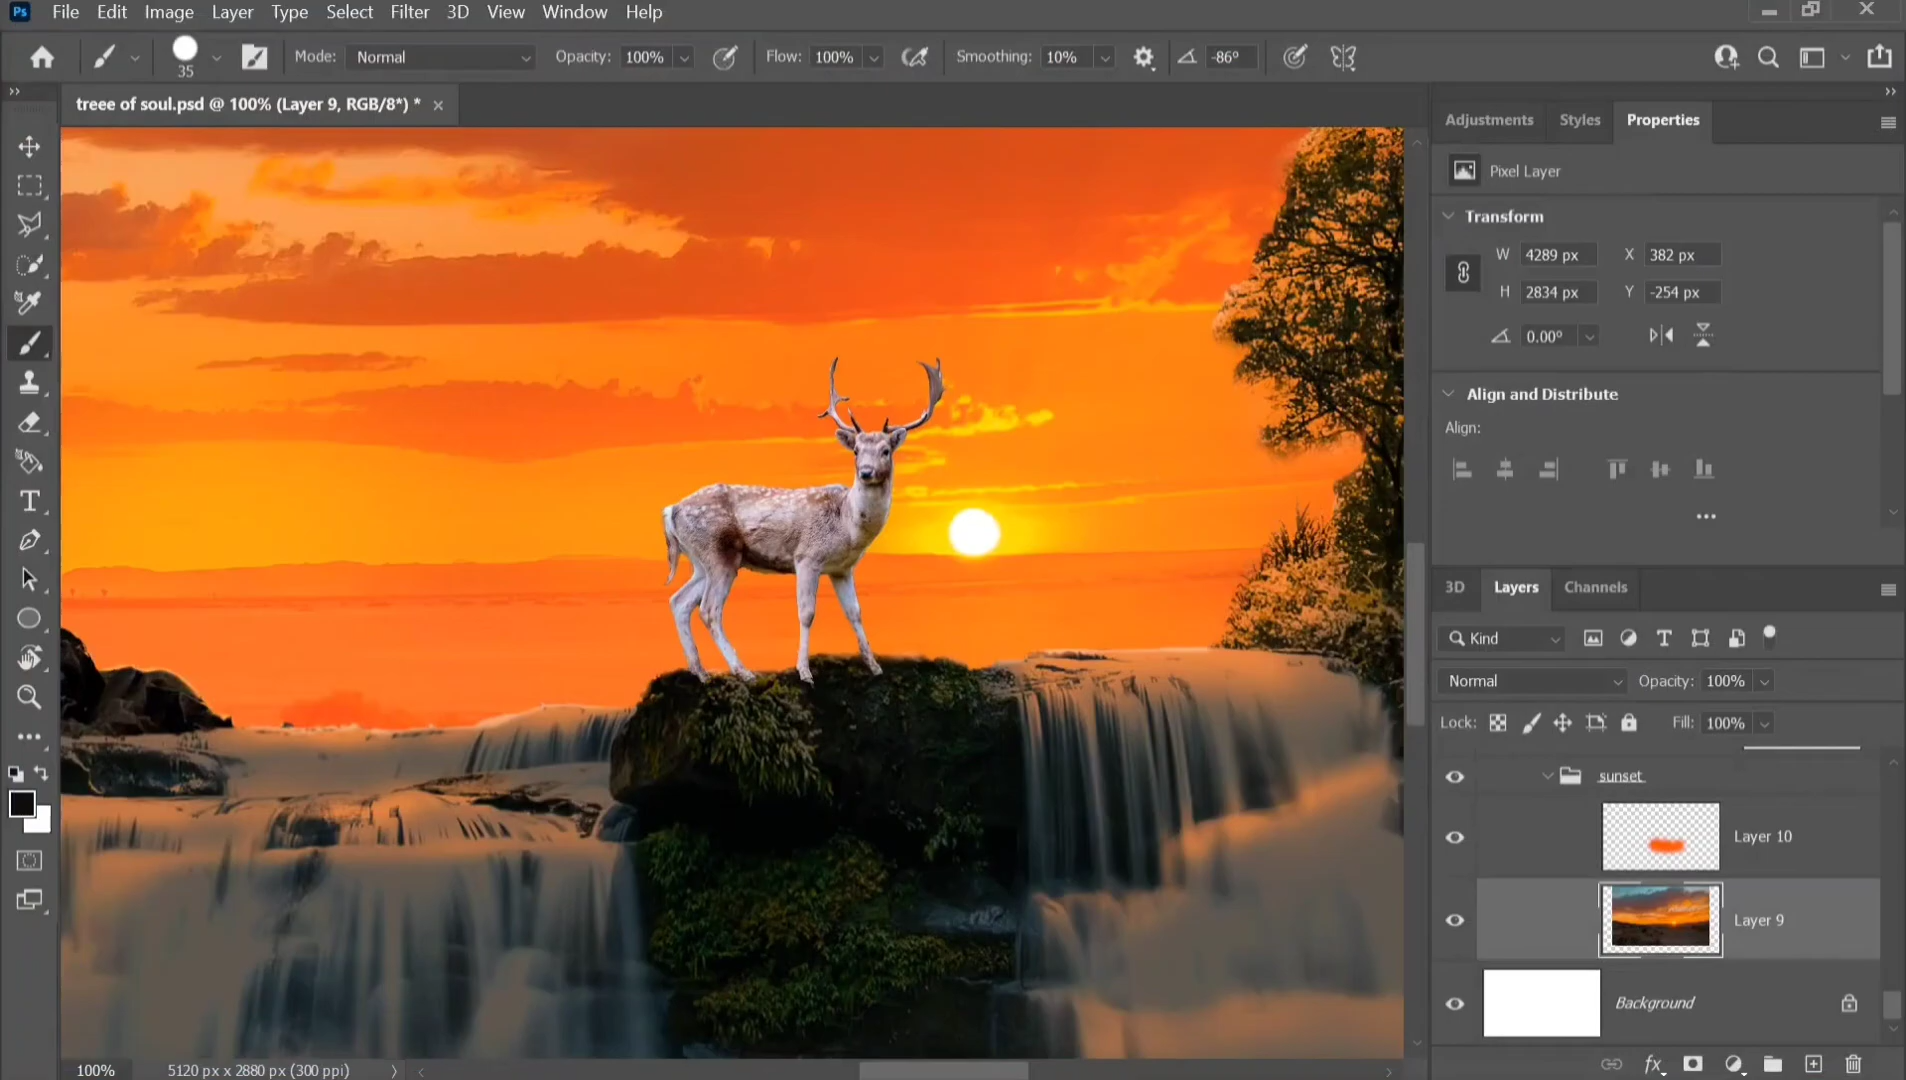 Ps File Edit Image Layer Type Select Filter 3D View Window Help
35 Mode: Normal Opacity: 100% Flow: 100% Smoothing: 10% -86°
treee of soul.psd @ 100% (Layer 9, RGB/8*) * ×
Adjustments Styles Properties
Pixel Layer
Transform
W 4289 px X 382 px
H 2834 px Y -254 px
0.00°
Align and Distribute
Align:
3D Layers Channels
Kind
Normal Opacity: 100%
Lock: Fill: 100%
sunset
Layer 10
Layer 9
Background
100% 5120 px x 2880 px (300 ppi)
fx